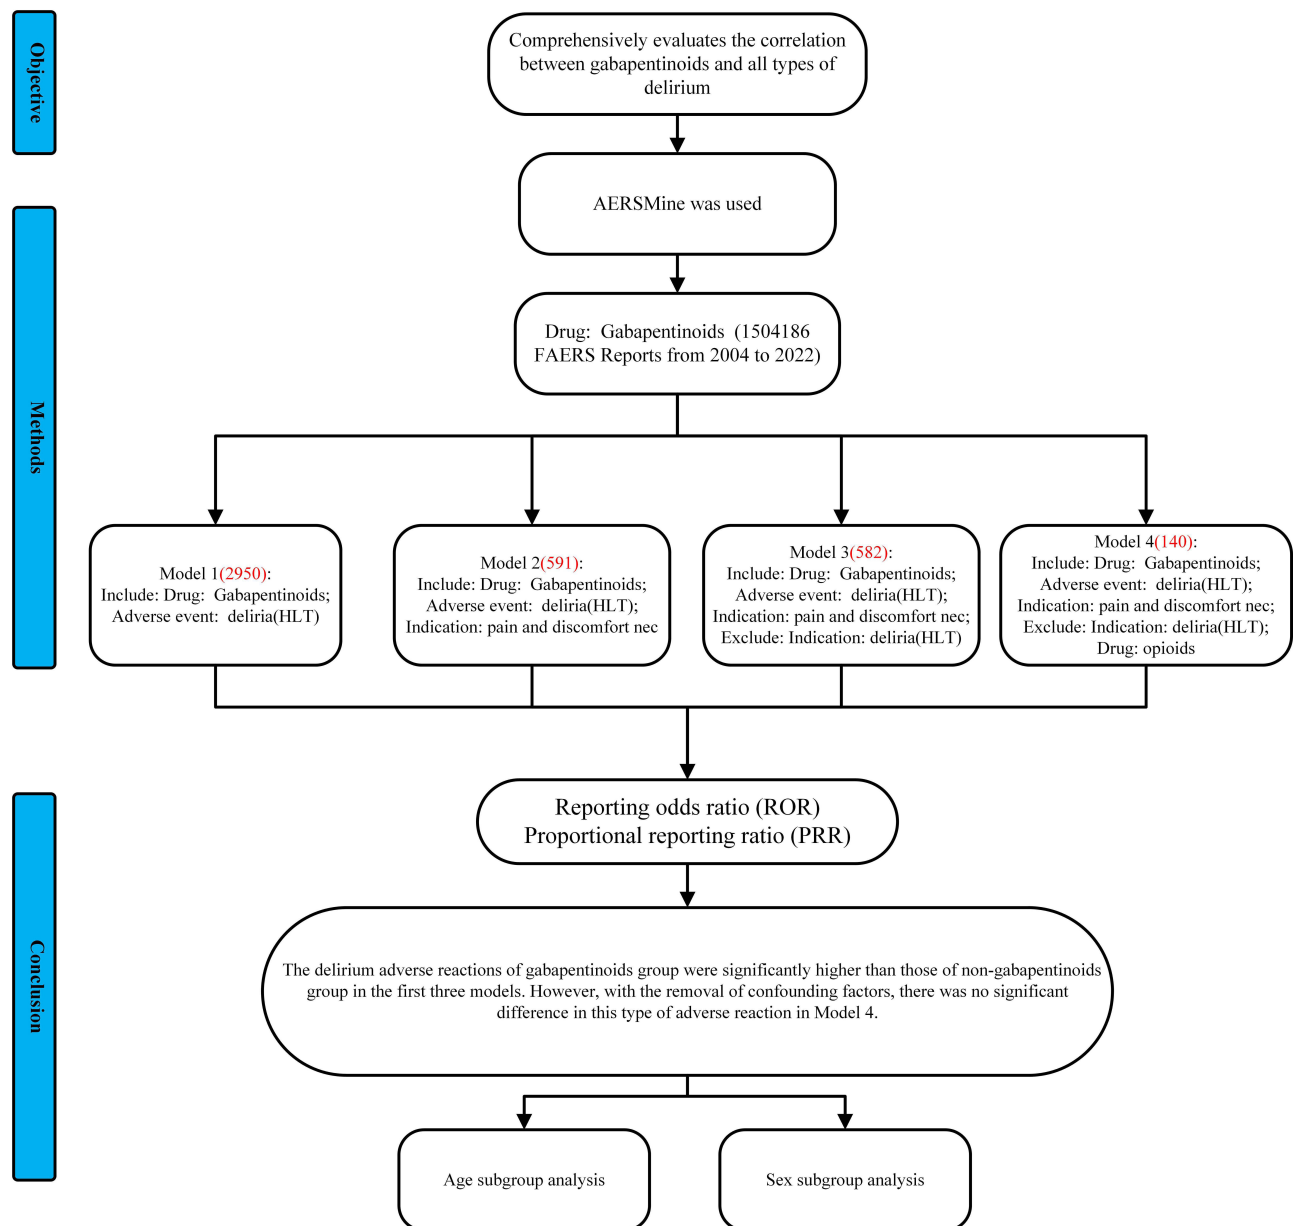 Objective
Comprehensively evaluates the correlation
between gabapentinoids and all types of
delirium
Methods
AERSMine was used
Drug: Gabapentinoids (1504186
FAERS Reports from 2004 to 2022)
Model 1(2950):
Include: Drug: Gabapentinoids;
Adverse event: deliria(HLT)
Model 2(591):
Include: Drug: Gabapentinoids;
Adverse event: deliria(HLT);
Indication: pain and discomfort nec
Model 3(582):
Include: Drug: Gabapentinoids;
Adverse event: deliria(HLT);
Indication: pain and discomfort nec;
Exclude: Indication: deliria(HLT)
Model 4(140):
Include: Drug: Gabapentinoids;
Adverse event: deliria(HLT);
Indication: pain and discomfort nec;
Exclude: Indication: deliria(HLT);
Drug: opioids
Conclusion
Reporting odds ratio (ROR)
Proportional reporting ratio (PRR)
The delirium adverse reactions of gabapentinoids group were significantly higher than those of non-gabapentinoids
group in the first three models. However, with the removal of confounding factors, there was no significant
difference in this type of adverse reaction in Model 4.
Age subgroup analysis
Sex subgroup analysis